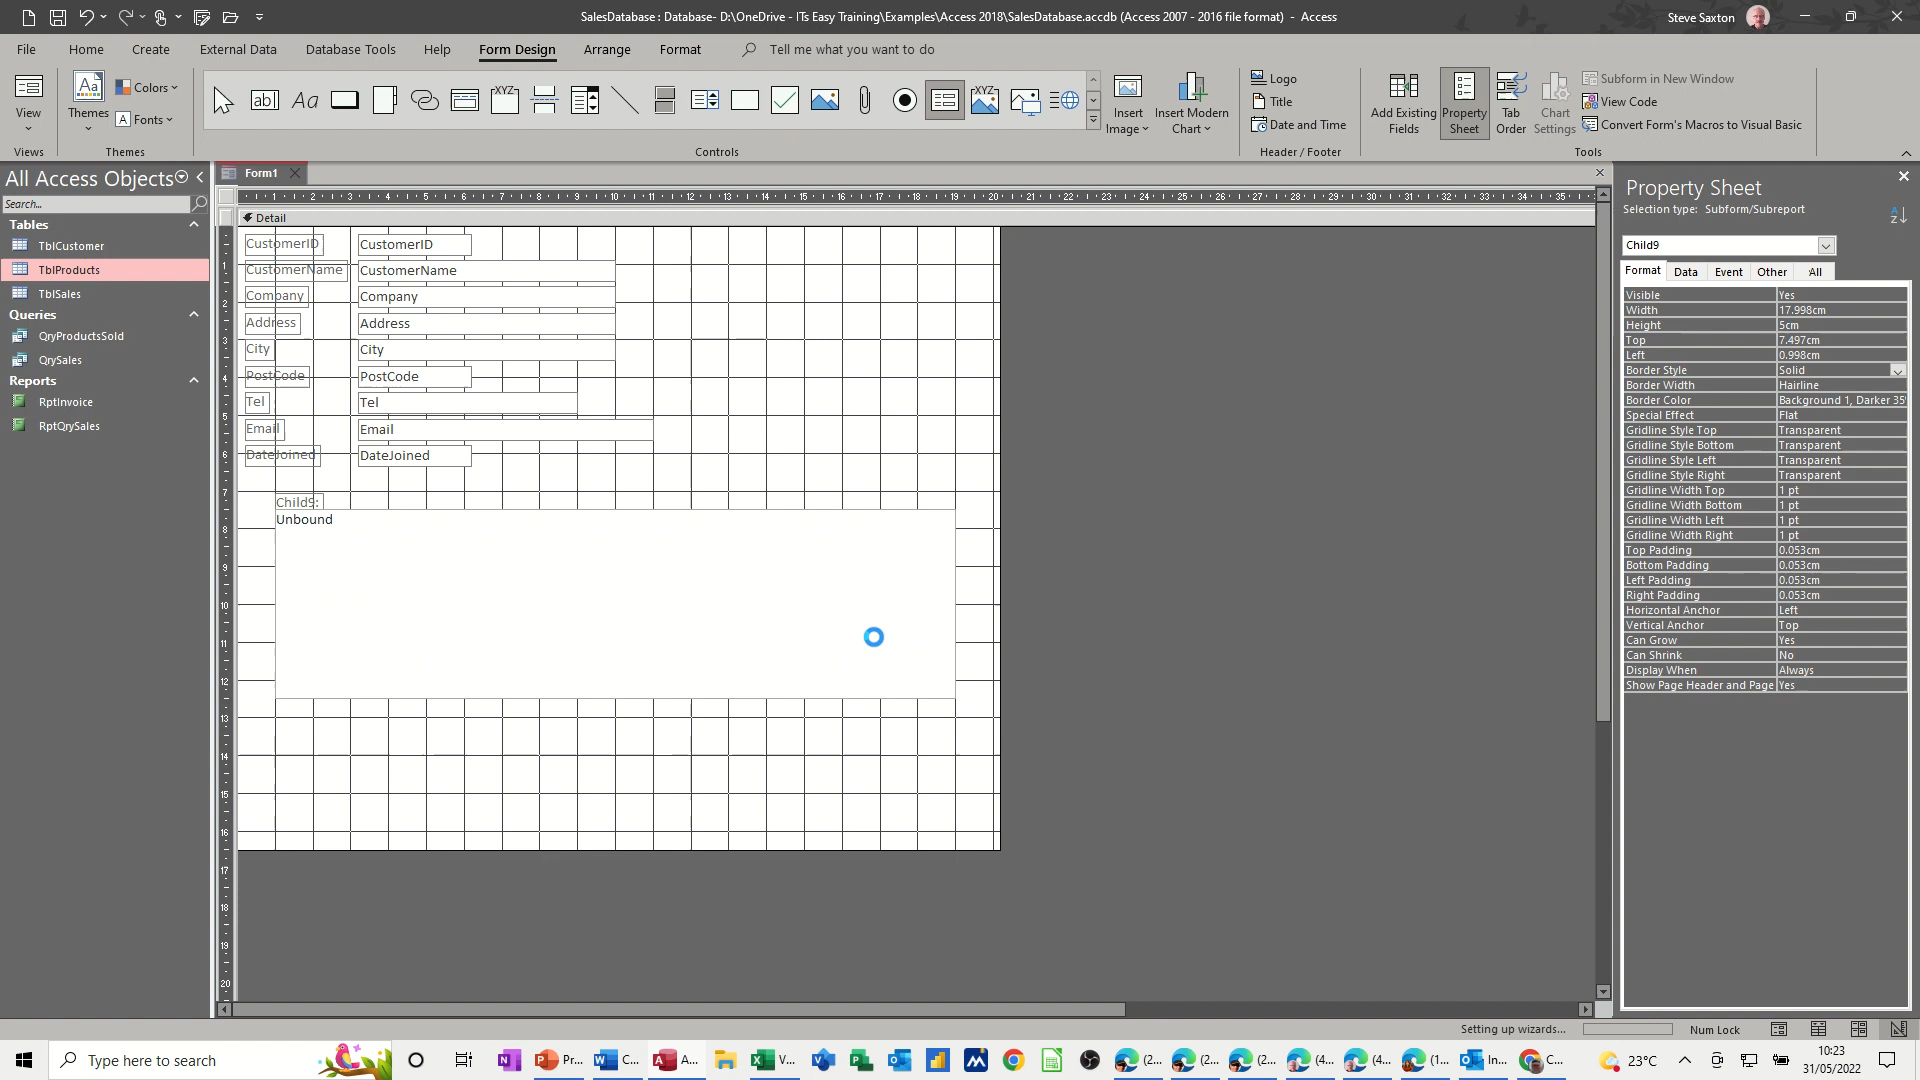 SalesDatabase : Database- D:\OneDrive - ITs Easy Training\Examples\Access 2018\SalesDatabase.accdb (Access 2007 - 2016 file format)  -  Access
Steve Saxton
File
Home
Create
External Data
Database Tools
Help
Form Design
Arrange
Format
Tell me what you want to do
View
Views
Themes
Colors
Fonts
Themes
Controls
Insert Image
Insert Modern Chart
Logo
Title
Date and Time
Header / Footer
Add Existing Fields
Property Sheet
Tab Order
Chart Settings
Subform in New Window
View Code
Convert Form's Macros to Visual Basic
Tools
All Access Objects
Search...
Tables
TblCustomer
TblProducts
TblSales
Queries
QryProductsSold
QrySales
Reports
RptInvoice
RptQrySales
Form1
Detail
CustomerID CustomerID
CustomerName CustomerName
Company Company
Address Address
City City
PostCode PostCode
Tel Tel
Email Email
DateJoined DateJoined
Child9:
Unbound
Property Sheet
Selection type: Subform/Subreport
Child9
Format Data Event Other All
Visible Yes
Width 17.998cm
Height 5cm
Top 7.497cm
Left 0.998cm
Border Style Solid
Border Width Hairline
Border Color Background 1, Darker 35
Special Effect Flat
Gridline Style Top Transparent
Gridline Style Bottom Transparent
Gridline Style Left Transparent
Gridline Style Right Transparent
Gridline Width Top 1 pt
Gridline Width Bottom 1 pt
Gridline Width Left 1 pt
Gridline Width Right 1 pt
Top Padding 0.053cm
Bottom Padding 0.053cm
Left Padding 0.053cm
Right Padding 0.053cm
Horizontal Anchor Left
Vertical Anchor Top
Can Grow Yes
Can Shrink No
Display When Always
Show Page Header and Page Yes
Setting up wizards...
Num Lock
Type here to search
Pr...
C...
A...
V...
(2...
(2...
(2...
(4...
(4...
(1...
In...
C...
23°C
10:23
31/05/2022